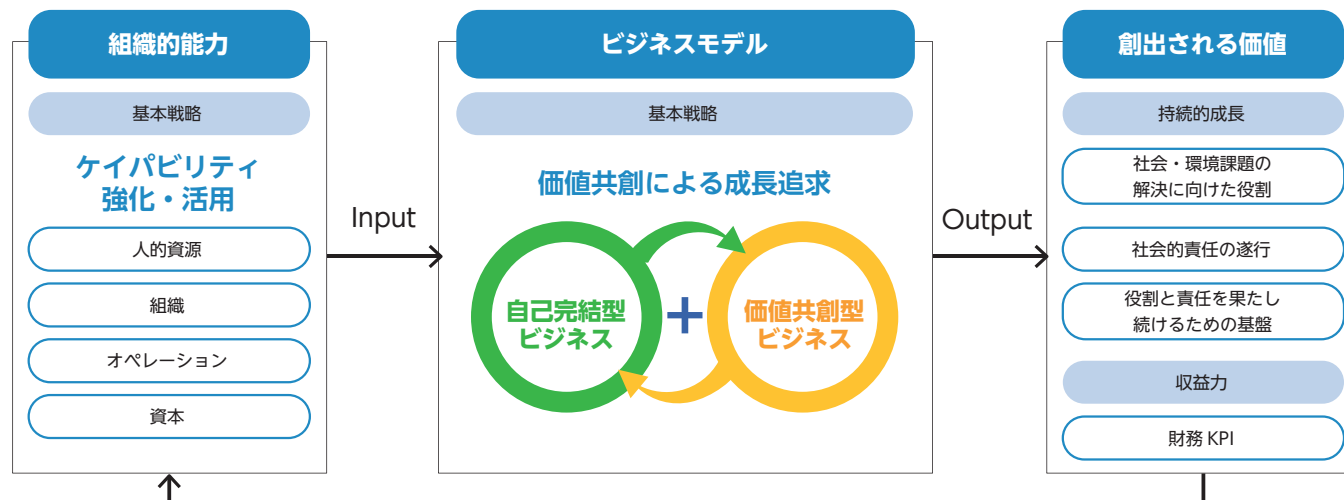 組織的能力
基本戦略
ケイパビリティ
強化・活用
人的資源
組織
オペレーション
資本
Input
ビジネスモデル
基本戦略
価値共創による成長追求
自己完結型
ビジネス
+
価値共創型
ビジネス
Output
創出される価値
持続的成長
社会・環境課題の
解決に向けた役割
社会的責任の遂行
役割と責任を果たし
続けるための基盤
収益力
財務 KPI